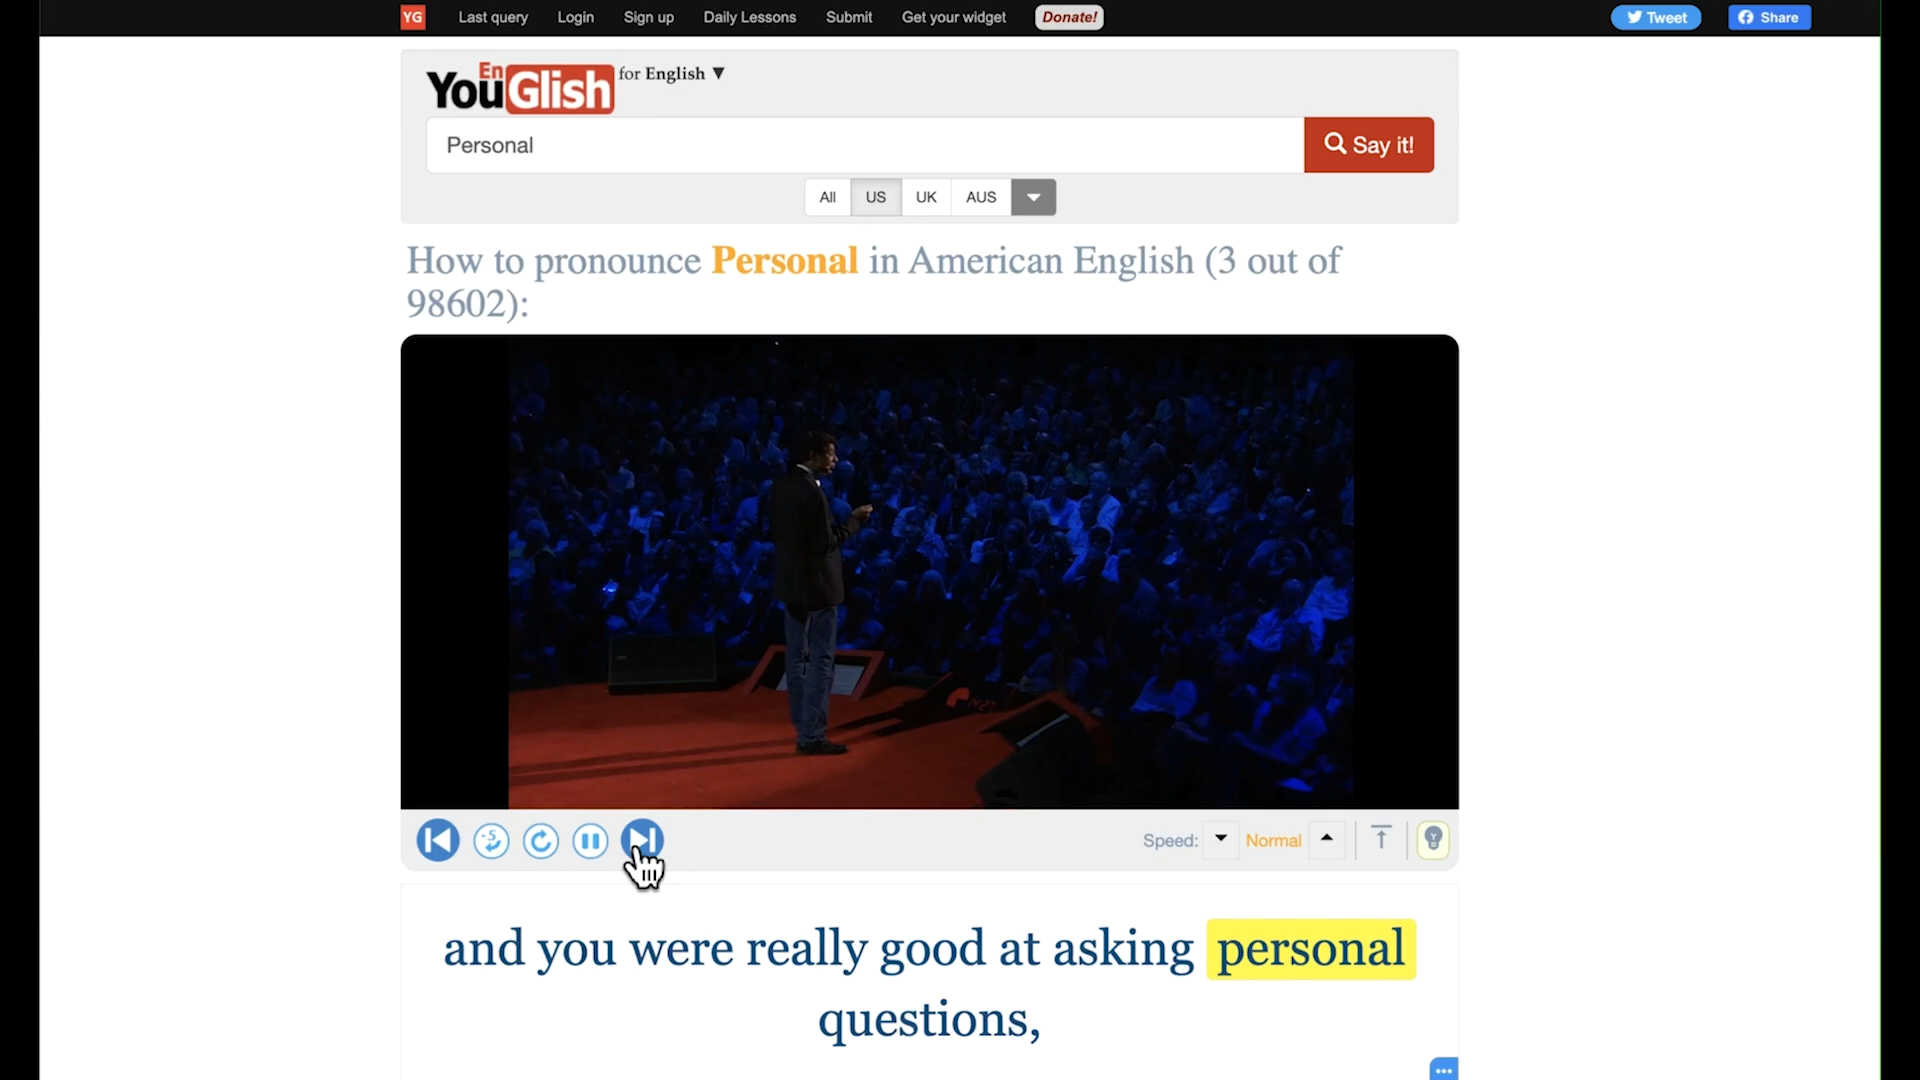 YG Last query Login Sign up Daily Lessons Submit Get your widget Donate! Tweet Share
YouEnGlish for English ▼
Personal Say it!
All US UK AUS
How to pronounce Personal in American English (3 out of
98602):
-5 Speed: Normal
and you were really good at asking personal
questions,